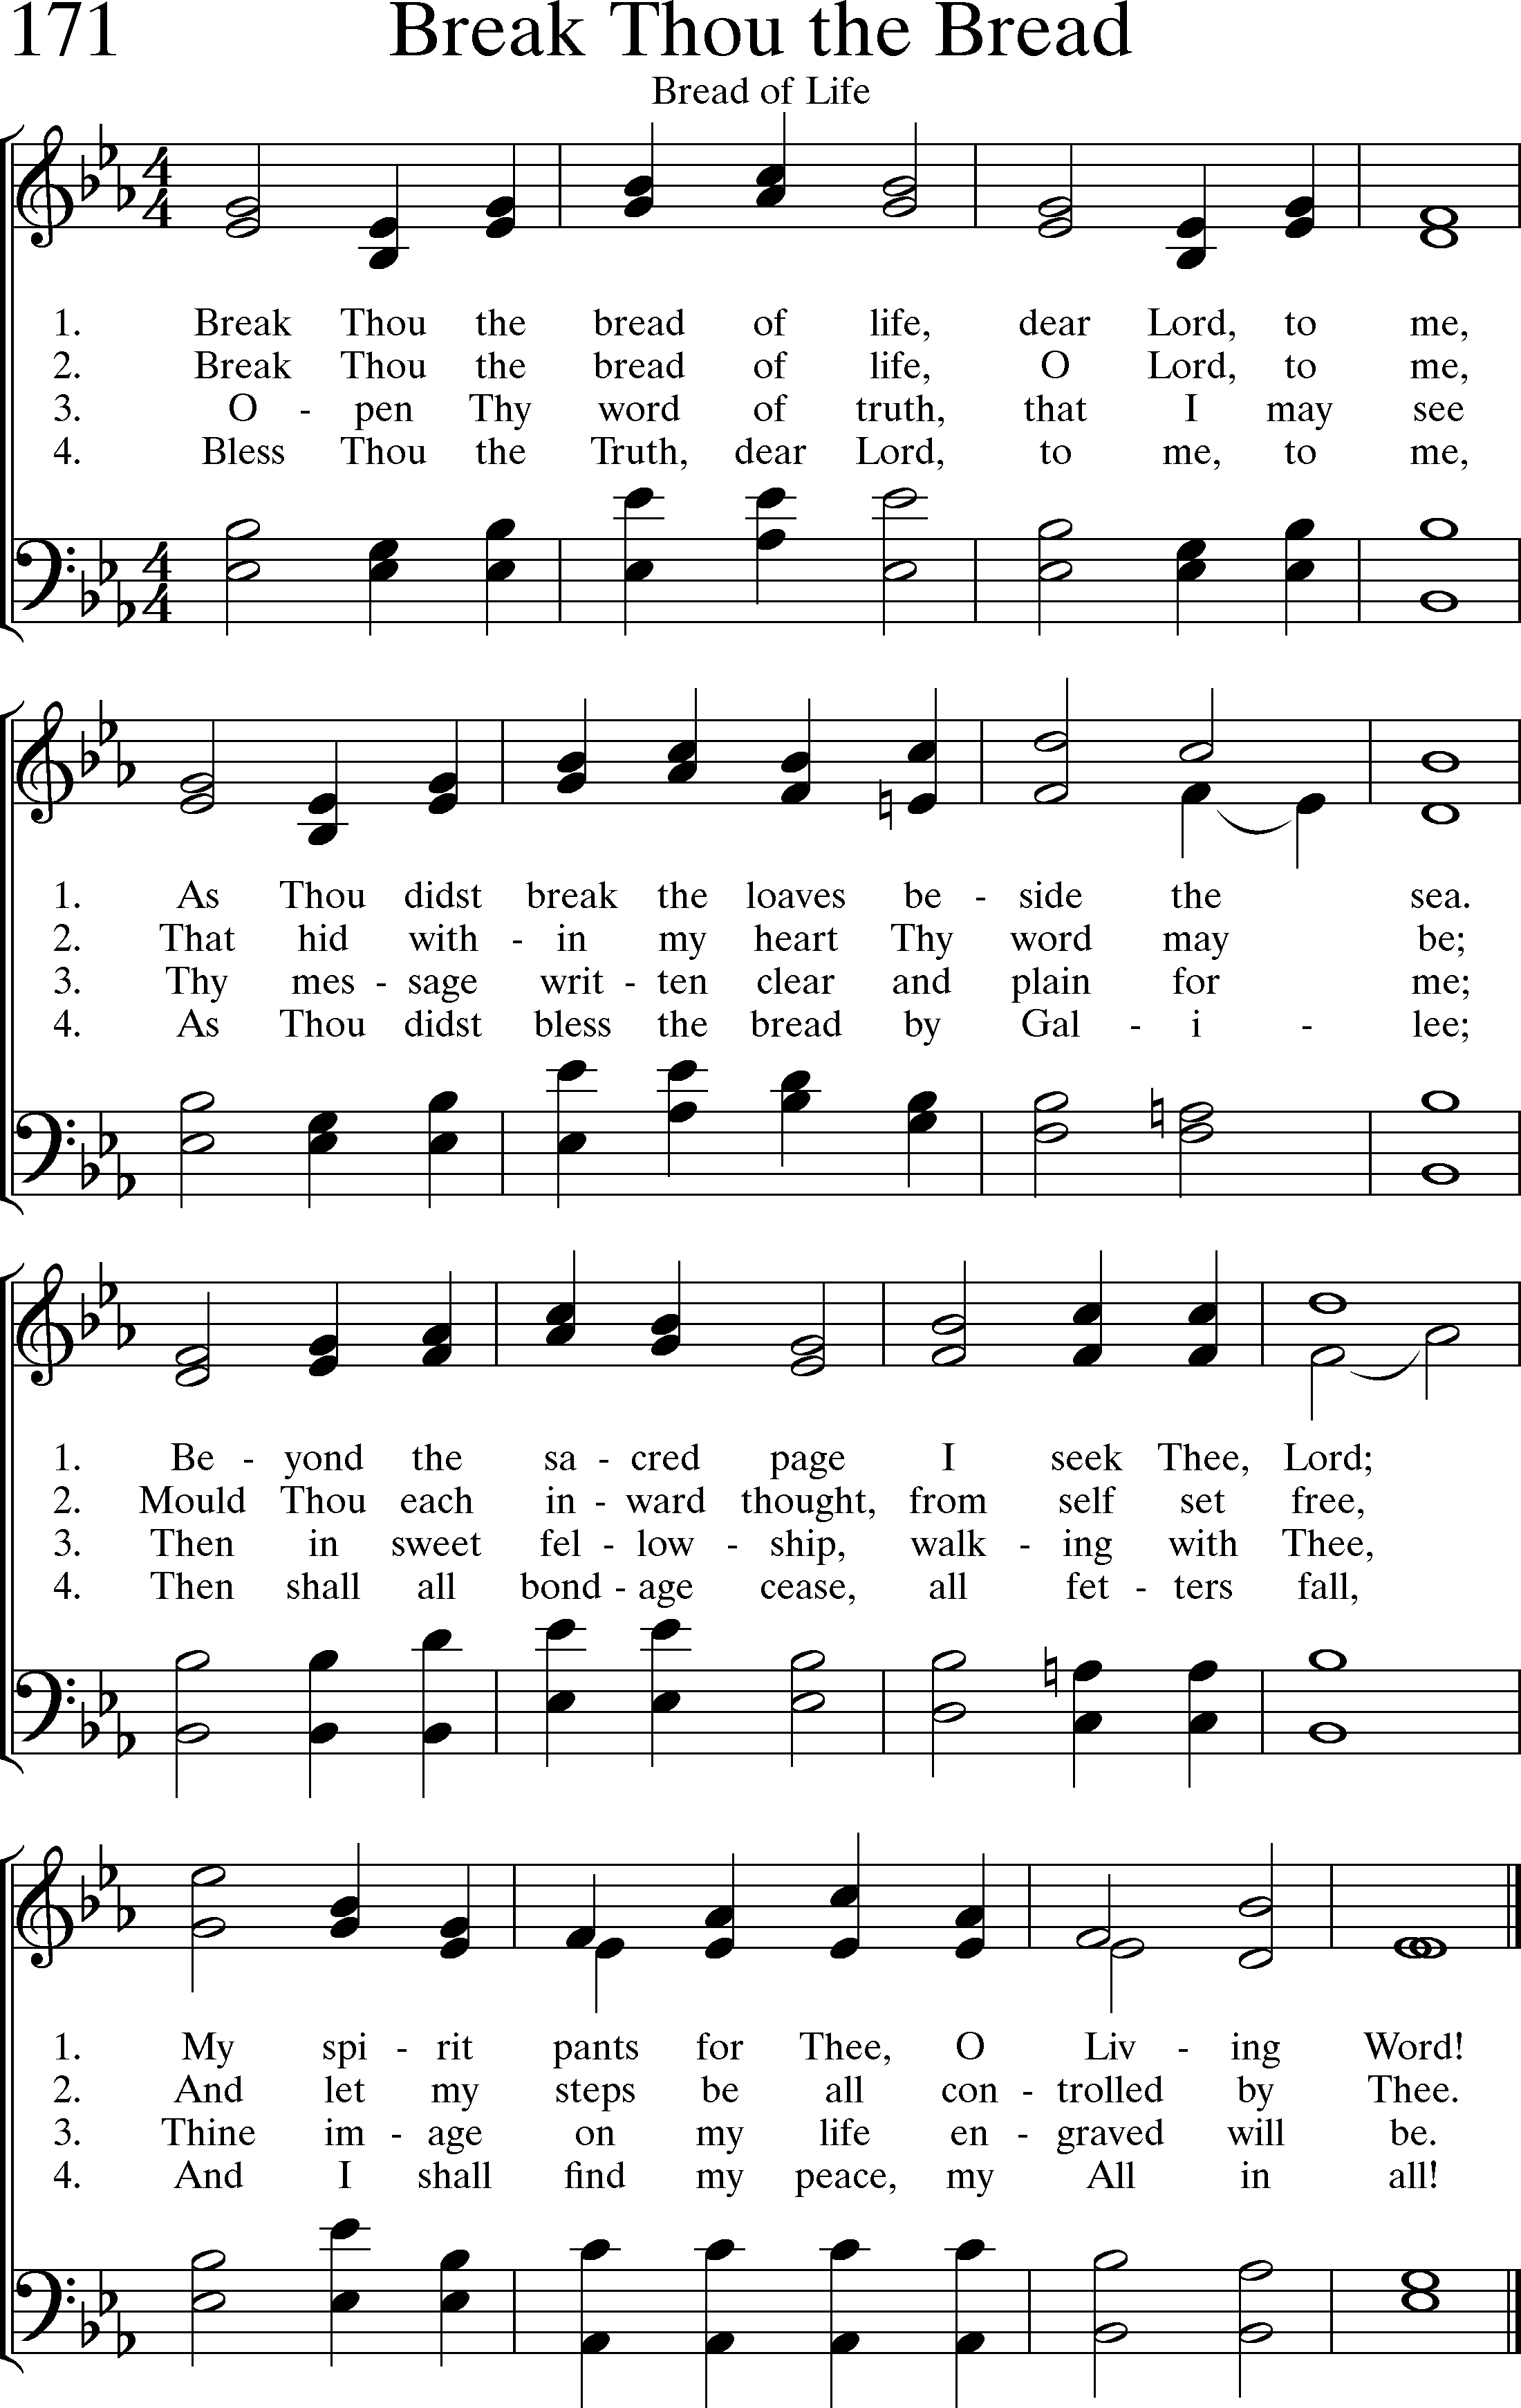 171 Break Thou the Bread
Bread of Life
4 4
1. Break Thou the bread of life, dear Lord, to me,
2. Break Thou the bread of life, O Lord, to me,
3. O - pen Thy word of truth, that I may see
4. Bless Thou the Truth, dear Lord, to me, to me,
4 4
1. As Thou didst break the loaves be - side the sea.
2. That hid with - in my heart Thy word may be;
3. Thy mes - sage writ - ten clear and plain for me;
4. As Thou didst bless the bread by Gal - i - lee;
1. Be - yond the sa - cred page I seek Thee, Lord;
2. Mould Thou each in - ward thought, from self set free,
3. Then in sweet fel - low - ship, walk - ing with Thee,
4. Then shall all bond - age cease, all fet - ters fall,
1. My spi - rit pants for Thee, O Liv - ing Word!
2. And let my steps be all con - trolled by Thee.
3. Thine im - age on my life en - graved will be.
4. And I shall find my peace, my All in all!